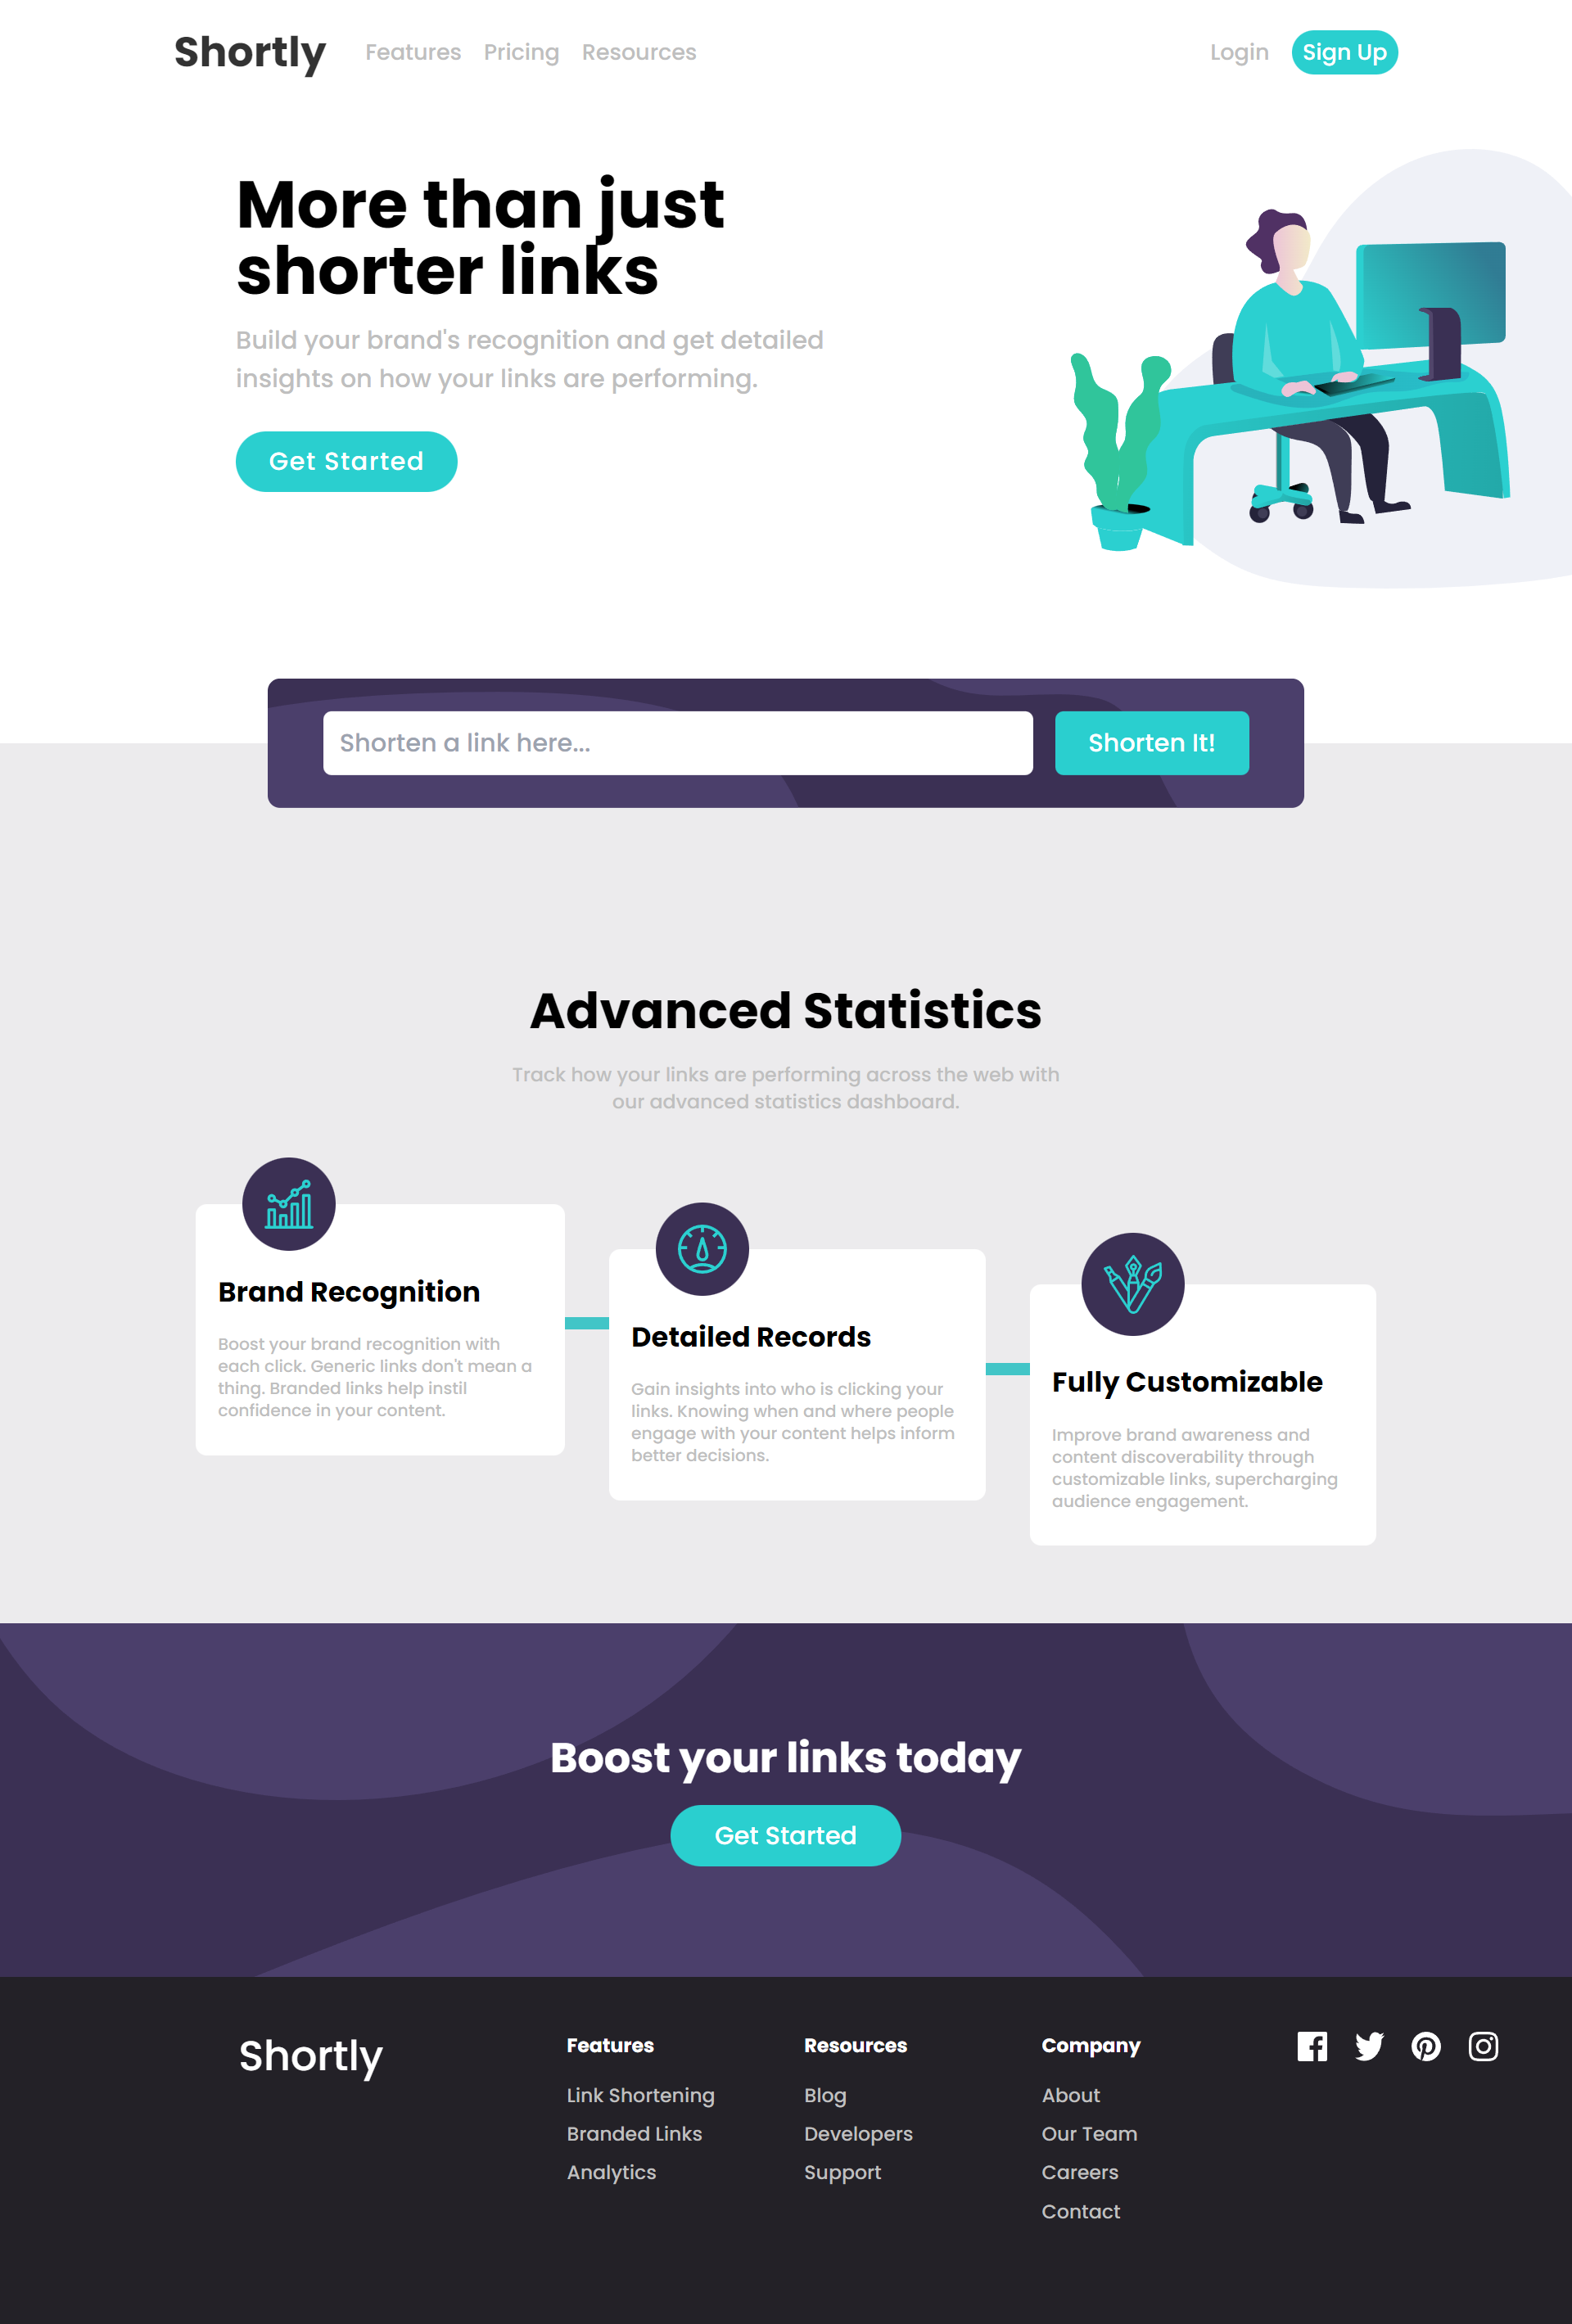 Shortly
Features
Pricing
Resources
Login
Sign Up
More than just
shorter links
Build your brand's recognition and get detailed
insights on how your links are performing.
Get Started
Shorten a link here...
Shorten It!
Advanced Statistics
Track how your links are performing across the web with
our advanced statistics dashboard.
Brand Recognition
Boost your brand recognition with
each click. Generic links don't mean a
thing. Branded links help instil
confidence in your content.
Detailed Records
Gain insights into who is clicking your
links. Knowing when and where people
engage with your content helps inform
better decisions.
Fully Customizable
Improve brand awareness and
content discoverability through
customizable links, supercharging
audience engagement.
Boost your links today
Get Started
Shortly
Features
Link Shortening
Branded Links
Analytics
Resources
Blog
Developers
Support
Company
About
Our Team
Careers
Contact